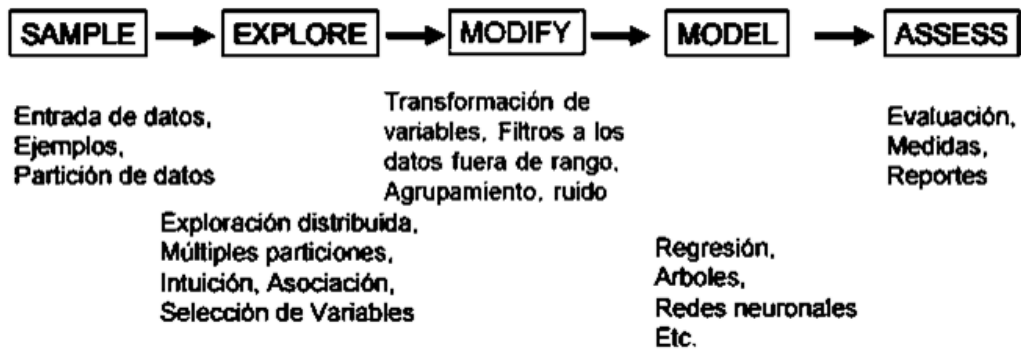 SAMPLE EXPLORE MODIFY MODEL ASSESS
Entrada de datos,
Ejemplos,
Partición de datos
Exploración distribuida,
Múltiples particiones,
Intuición, Asociación,
Selección de Variables
Transformación de
variables, Filtros a los
datos fuera de rango,
Agrupamiento, ruido
Regresión,
Arboles,
Redes neuronales
Etc.
Evaluación,
Medidas,
Reportes